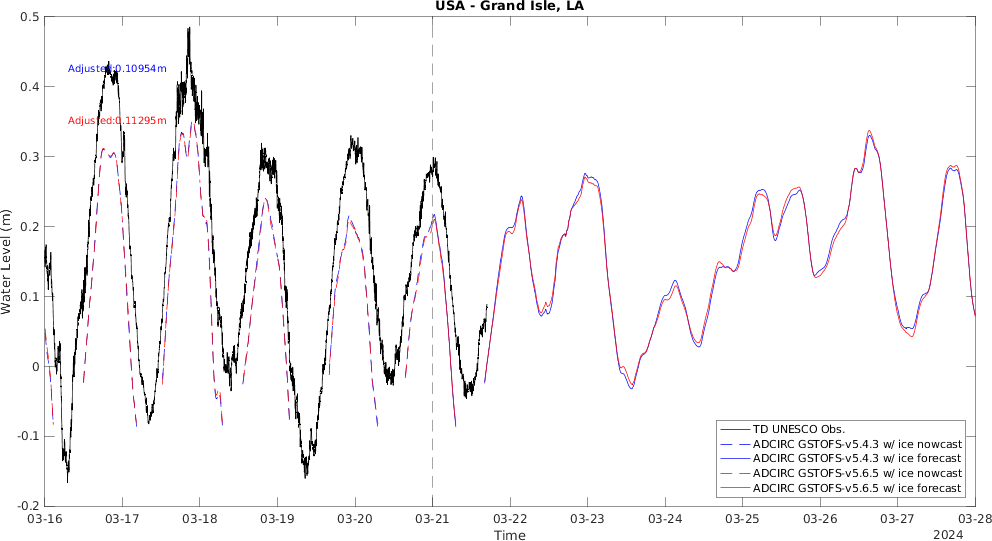 USA - Grand Isle, LA
0.5
Adjusted:0.10954m
0.4
Adjusted:0.11295m
0.3
0.2
Water Level (m)
0.1
0
-0.1
TD UNESCO Obs.
ADCIRC GSTOFS-v5.4.3 w/ ice nowcast
ADCIRC GSTOFS-v5.4.3 w/ ice forecast
ADCIRC GSTOFS-v5.6.5 w/ ice nowcast
ADCIRC GSTOFS-v5.6.5 w/ ice forecast
-0.2
03-16 03-17 03-18 03-19 03-20 03-21 03-22 03-23 03-24 03-25 03-26 03-27 03-28
Time
2024